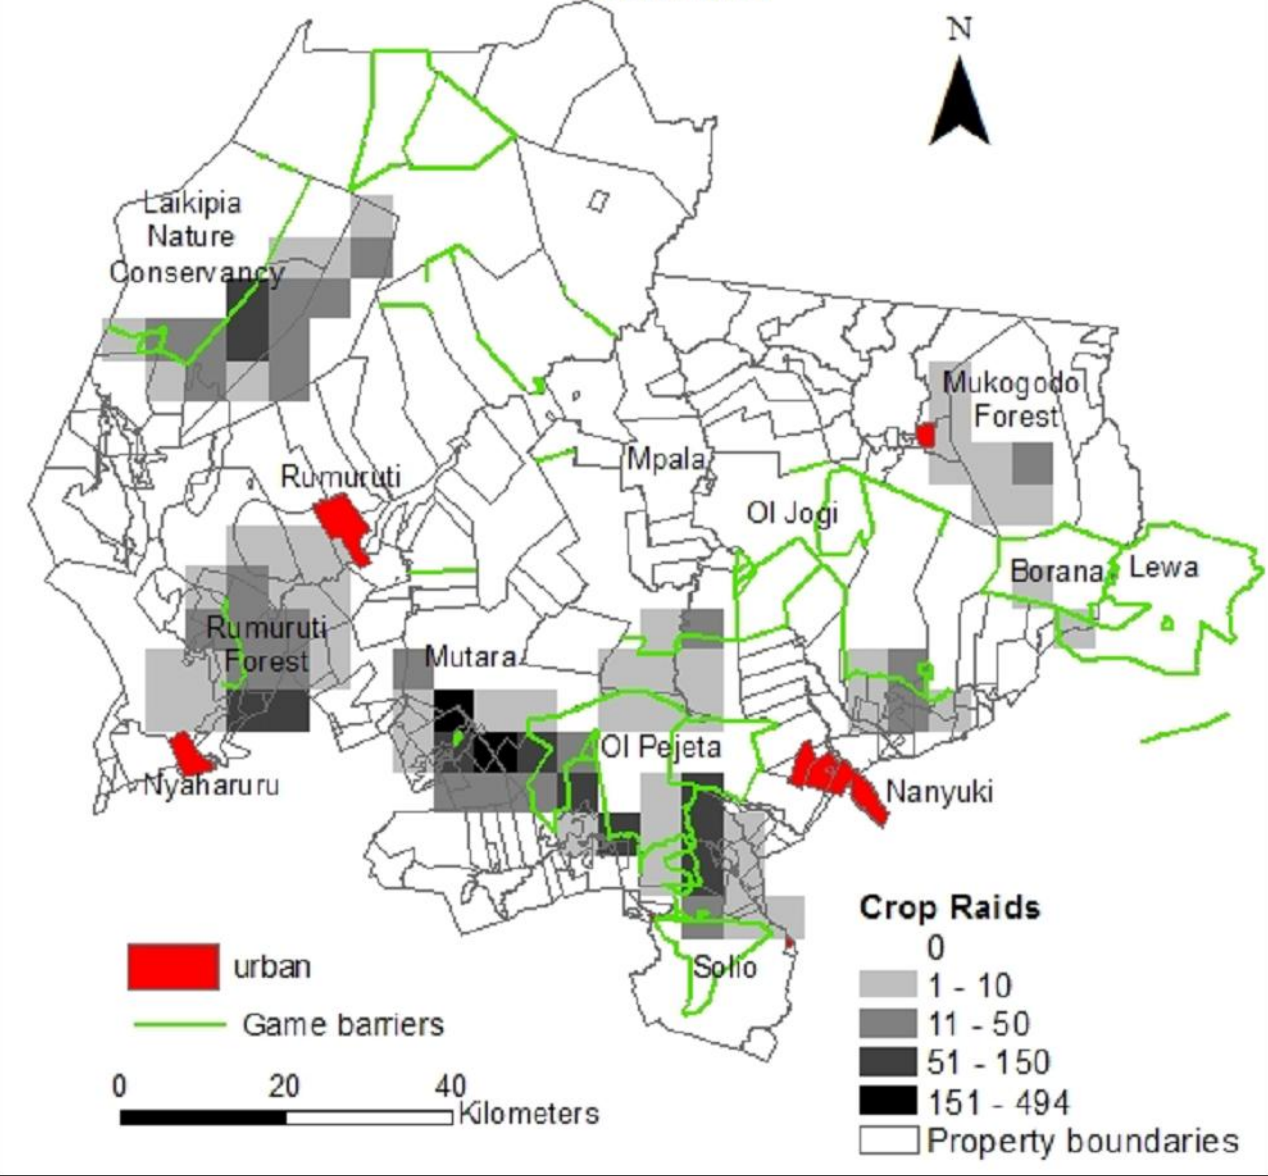 N
Laikipia
Nature
Conservancy
Mukogodo
Forest
Mpala
Rumuruti
Ol Jogi
Borana
Lewa
Rumuruti
Forest
Mutara
Ol Pejeta
Nyaharuru
Nanyuki
Solio
urban
Game barriers
0 20 40
Kilometers
Crop Raids
0
1 - 10
11 - 50
51 - 150
151 - 494
Property boundaries